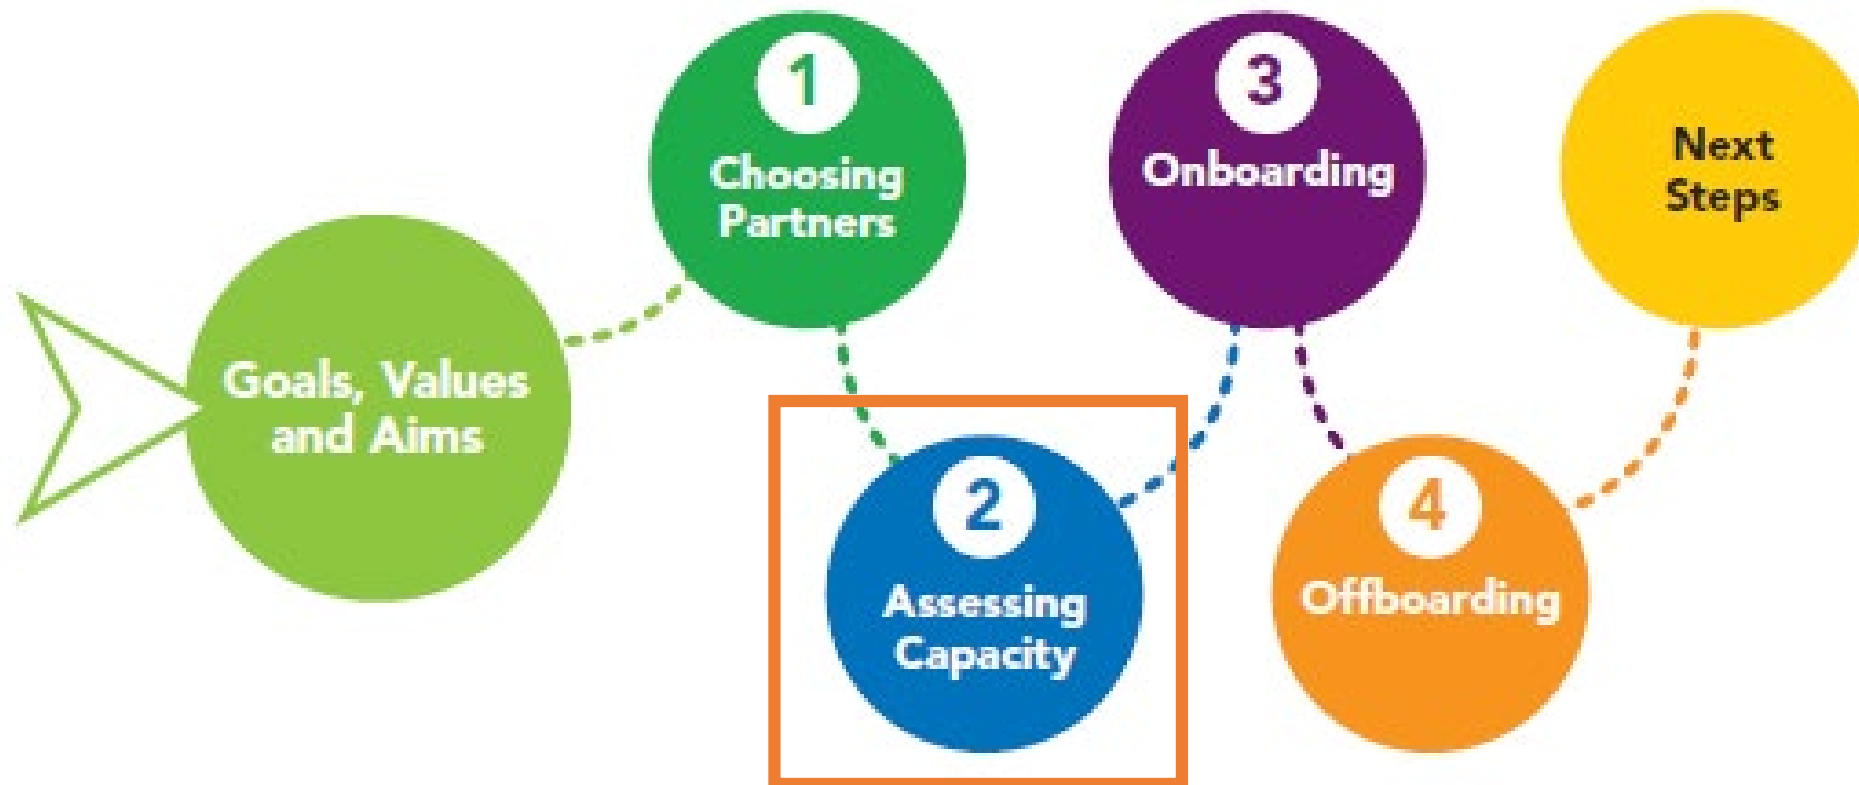 Goals, Values
and Aims
1
Choosing
Partners
2
Assessing
Capacity
3
Onboarding
4
Offboarding
Next
Steps